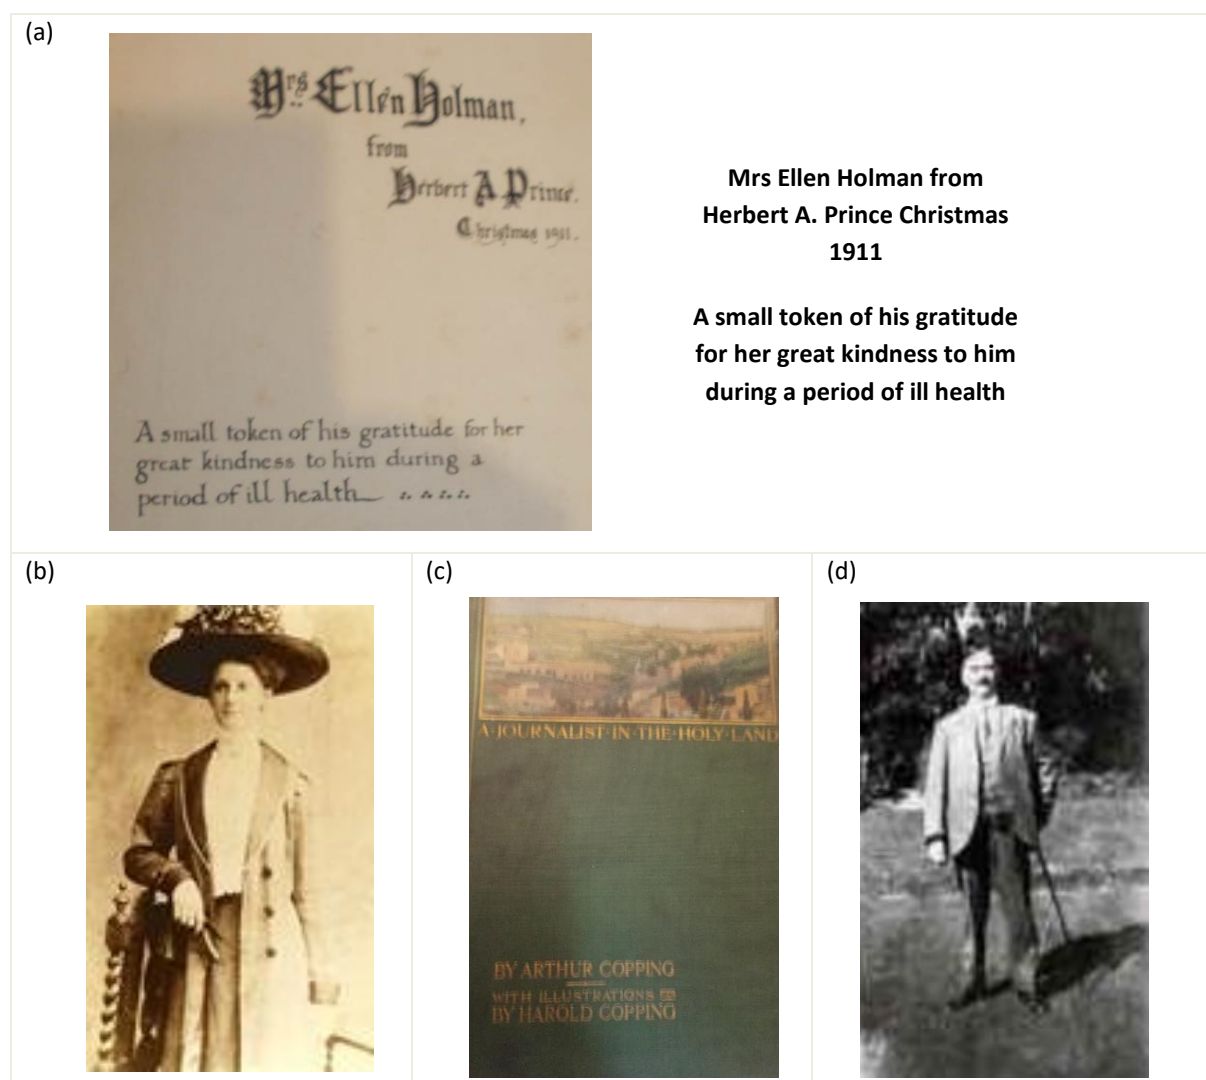 (a)
Mrs Ellen Holman,
from
Herbert A. Prince.
Christmas 1911.
A small token of his gratitude for her
great kindness to him during a
period of ill health
Mrs Ellen Holman from
Herbert A. Prince Christmas
1911
A small token of his gratitude
for her great kindness to him
during a period of ill health
(b)
(c)
A·JOURNALIST·IN·THE·HOLY·LAND
BY ARTHUR COPPING
WITH ILLUSTRATIONS
BY HAROLD COPPING
(d)